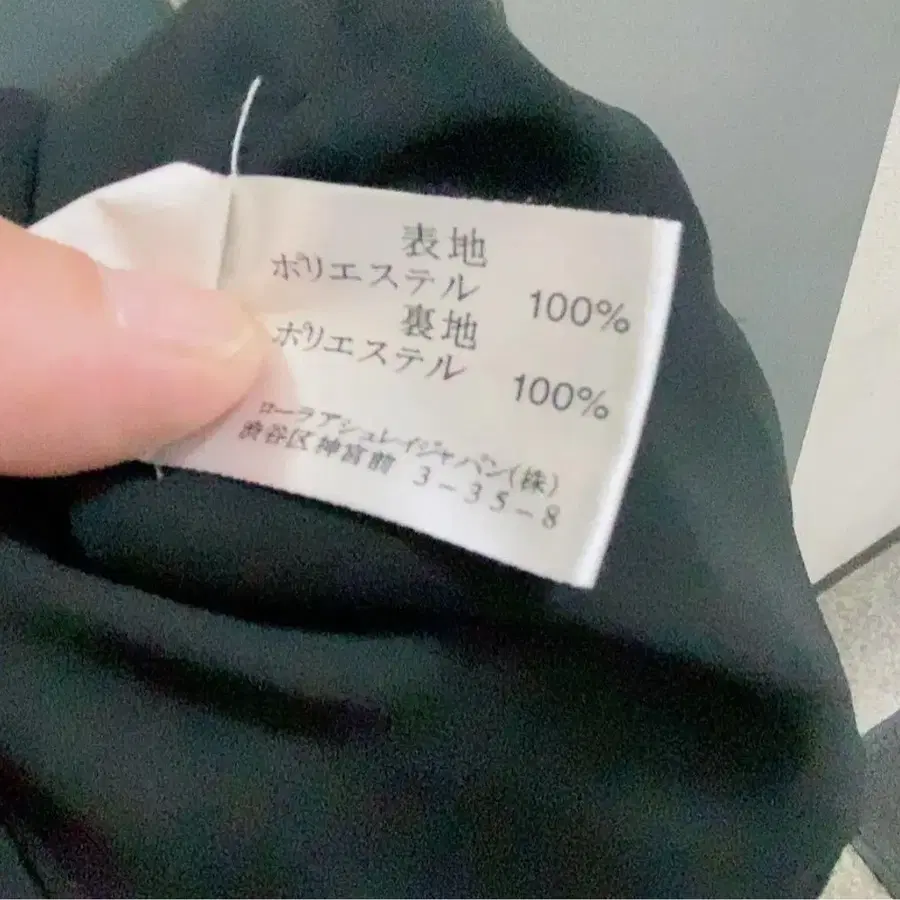 表地
ポリエステル 100%
裏地
ポリエステル 100%
ローラアシュレイジャパン(株)
渋谷区神宮前 3-35-8